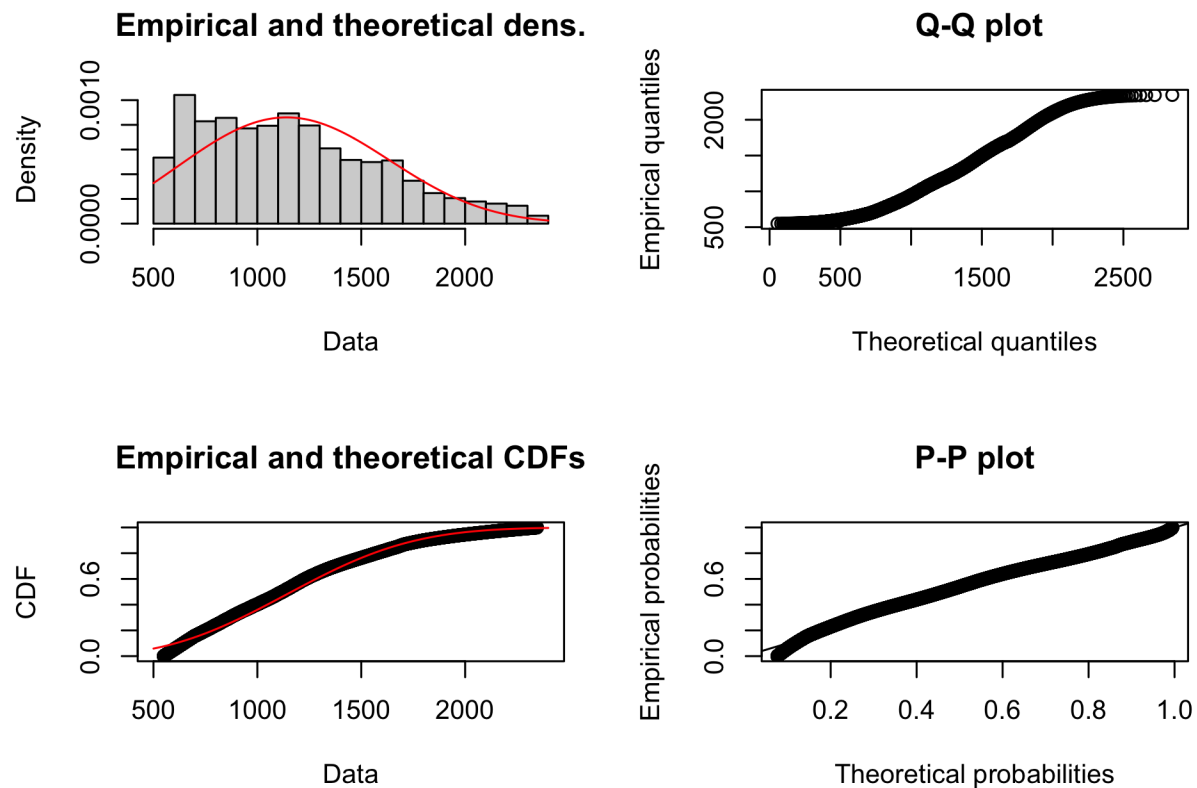 Empirical and theoretical dens.
Density
0.0000
0.0010
500 1000 1500 2000
Data
Q-Q plot
Empirical quantiles
500
2000
0 500 1500 2500
Theoretical quantiles
Empirical and theoretical CDFs
CDF
0.0
0.6
500 1000 1500 2000
Data
P-P plot
Empirical probabilities
0.0
0.6
0.2 0.4 0.6 0.8 1.0
Theoretical probabilities